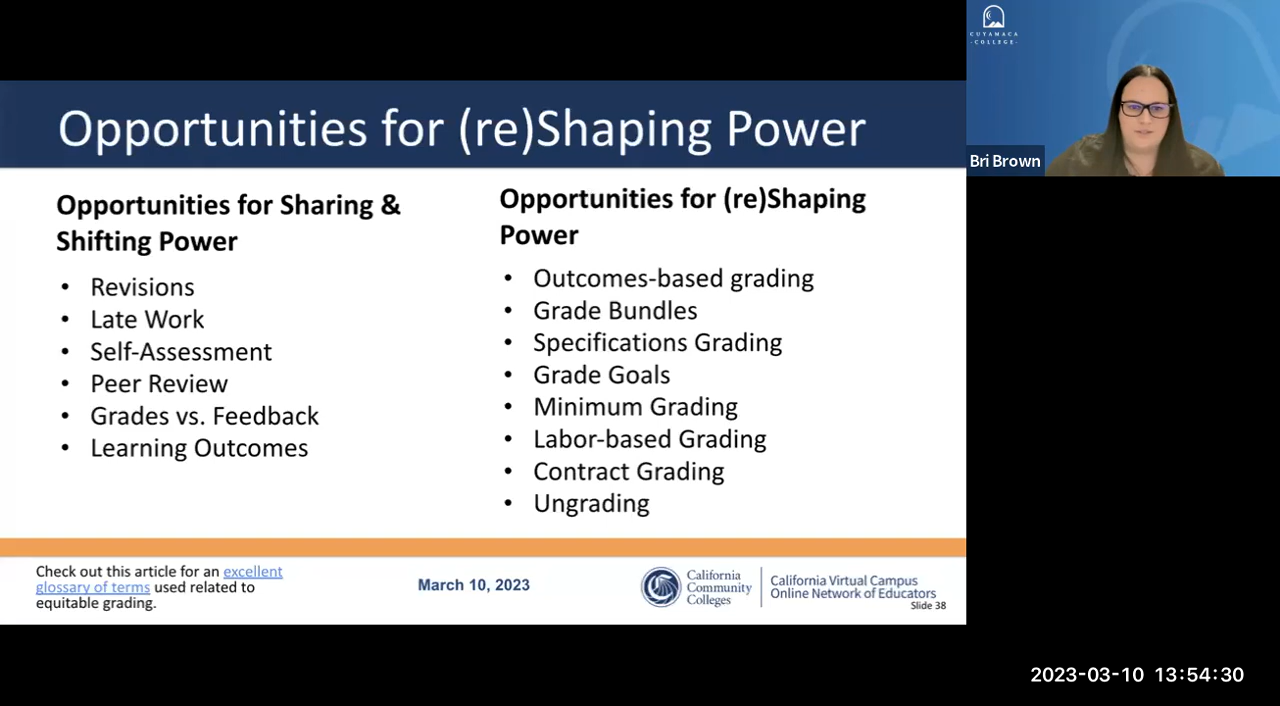 Opportunities for (re)Shaping Power
Opportunities for Sharing &
Shifting Power
• Revisions
• Late Work
• Self-Assessment
• Peer Review
• Grades vs. Feedback
• Learning Outcomes
Opportunities for (re)Shaping
Power
• Outcomes-based grading
• Grade Bundles
• Specifications Grading
• Grade Goals
• Minimum Grading
• Labor-based Grading
• Contract Grading
• Ungrading
Check out this article for an excellent
glossary of terms used related to
equitable grading.
March 10, 2023
California
Community
Colleges
California Virtual Campus
Online Network of Educators
Slide 38
CUYAMACA
-COLLEGE-
Bri Brown
2023-03-10 13:54:30